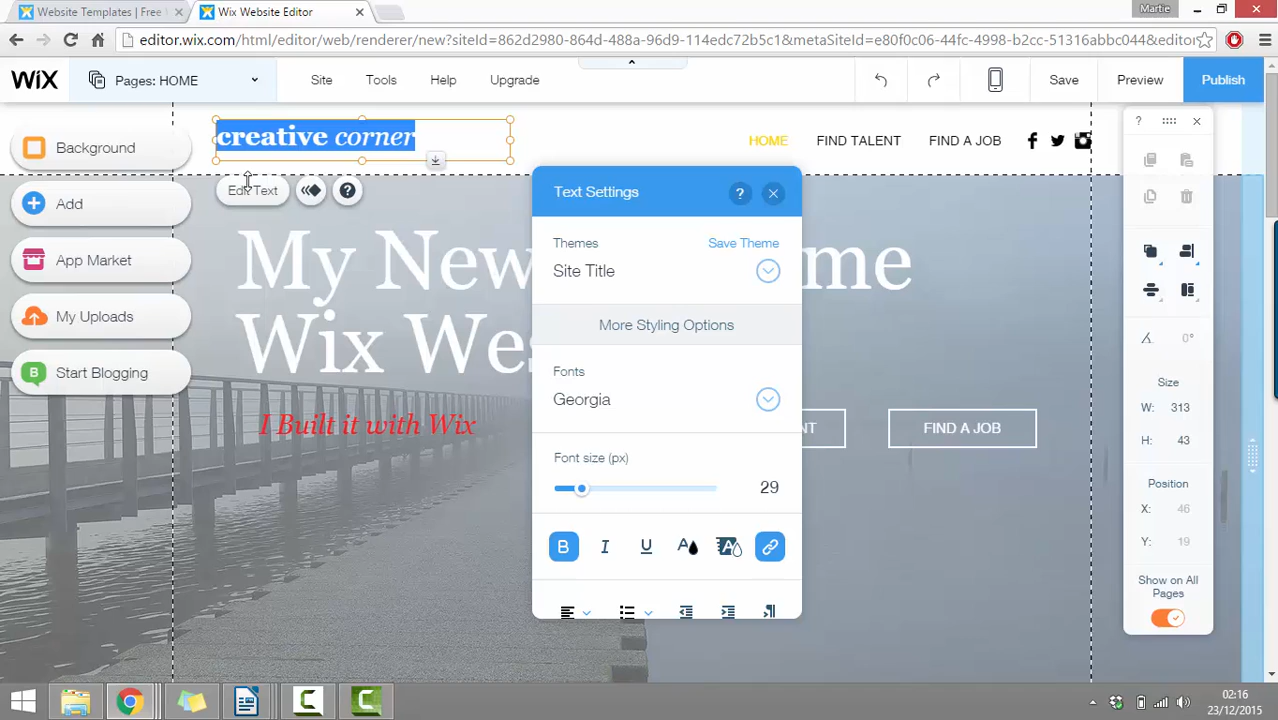 Website Templates | Free
Wix Website Editor
Martie
editor.wix.com/html/editor/web/renderer/new?siteId=862d2980-864d-488a-96d9-114edc72b5c1&metaSiteId=e80f0c06-44fc-4998-b2cc-51316abbc044&editor
WiX
Pages: HOME
Site
Tools
Help
Upgrade
Save
Preview
Publish
creative corner
HOME
FIND TALENT
FIND A JOB
Edit Text
Background
Add
App Market
My Uploads
Start Blogging
My New
me
Wix Wes
I Built it with Wix
NT
FIND A JOB
Text Settings
Themes
Save Theme
Site Title
More Styling Options
Fonts
Georgia
Font size (px)
29
B I U A A
Size
W: 313
H: 43
Position
X: 46
Y: 19
0°
Show on All
Pages
02:16
23/12/2015